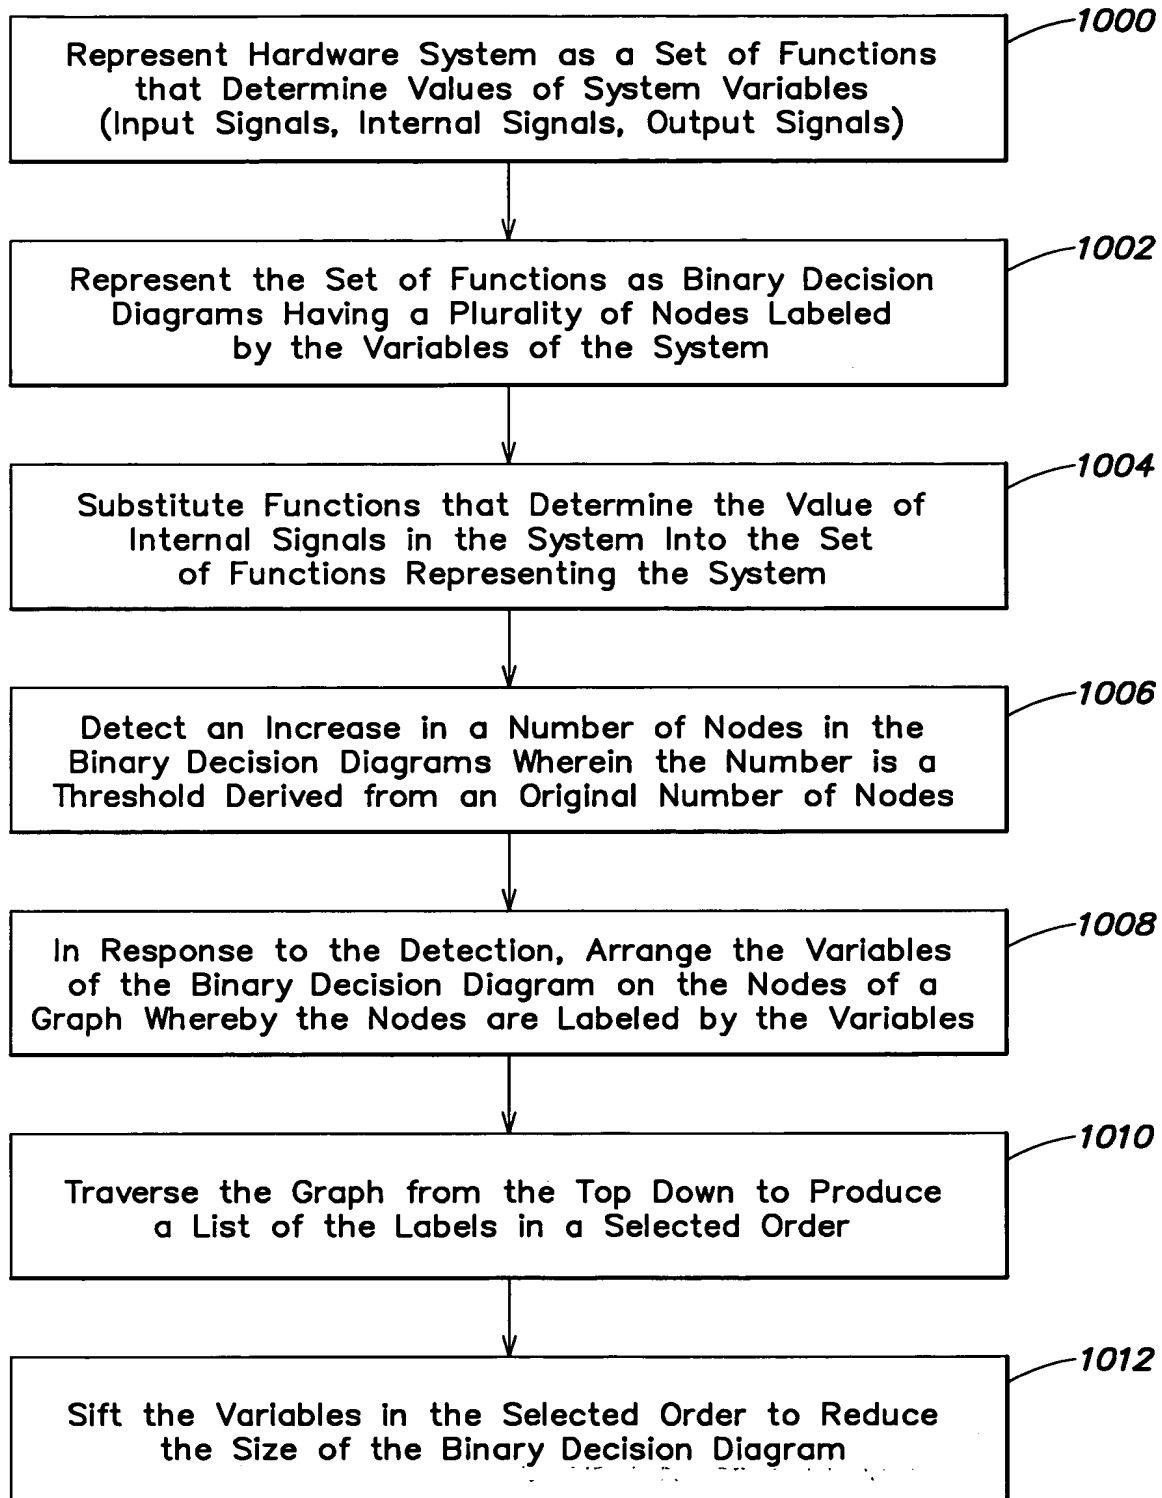 1000
Represent Hardware System as a Set of Functions
that Determine Values of System Variables
(Input Signals, Internal Signals, Output Signals)
1002
Represent the Set of Functions as Binary Decision
Diagrams Having a Plurality of Nodes Labeled
by the Variables of the System
1004
Substitute Functions that Determine the Value of
Internal Signals in the System Into the Set
of Functions Representing the System
1006
Detect an Increase in a Number of Nodes in the
Binary Decision Diagrams Wherein the Number is a
Threshold Derived from an Original Number of Nodes
1008
In Response to the Detection, Arrange the Variables
of the Binary Decision Diagram on the Nodes of a
Graph Whereby the Nodes are Labeled by the Variables
1010
Traverse the Graph from the Top Down to Produce
a List of the Labels in a Selected Order
1012
Sift the Variables in the Selected Order to Reduce
the Size of the Binary Decision Diagram